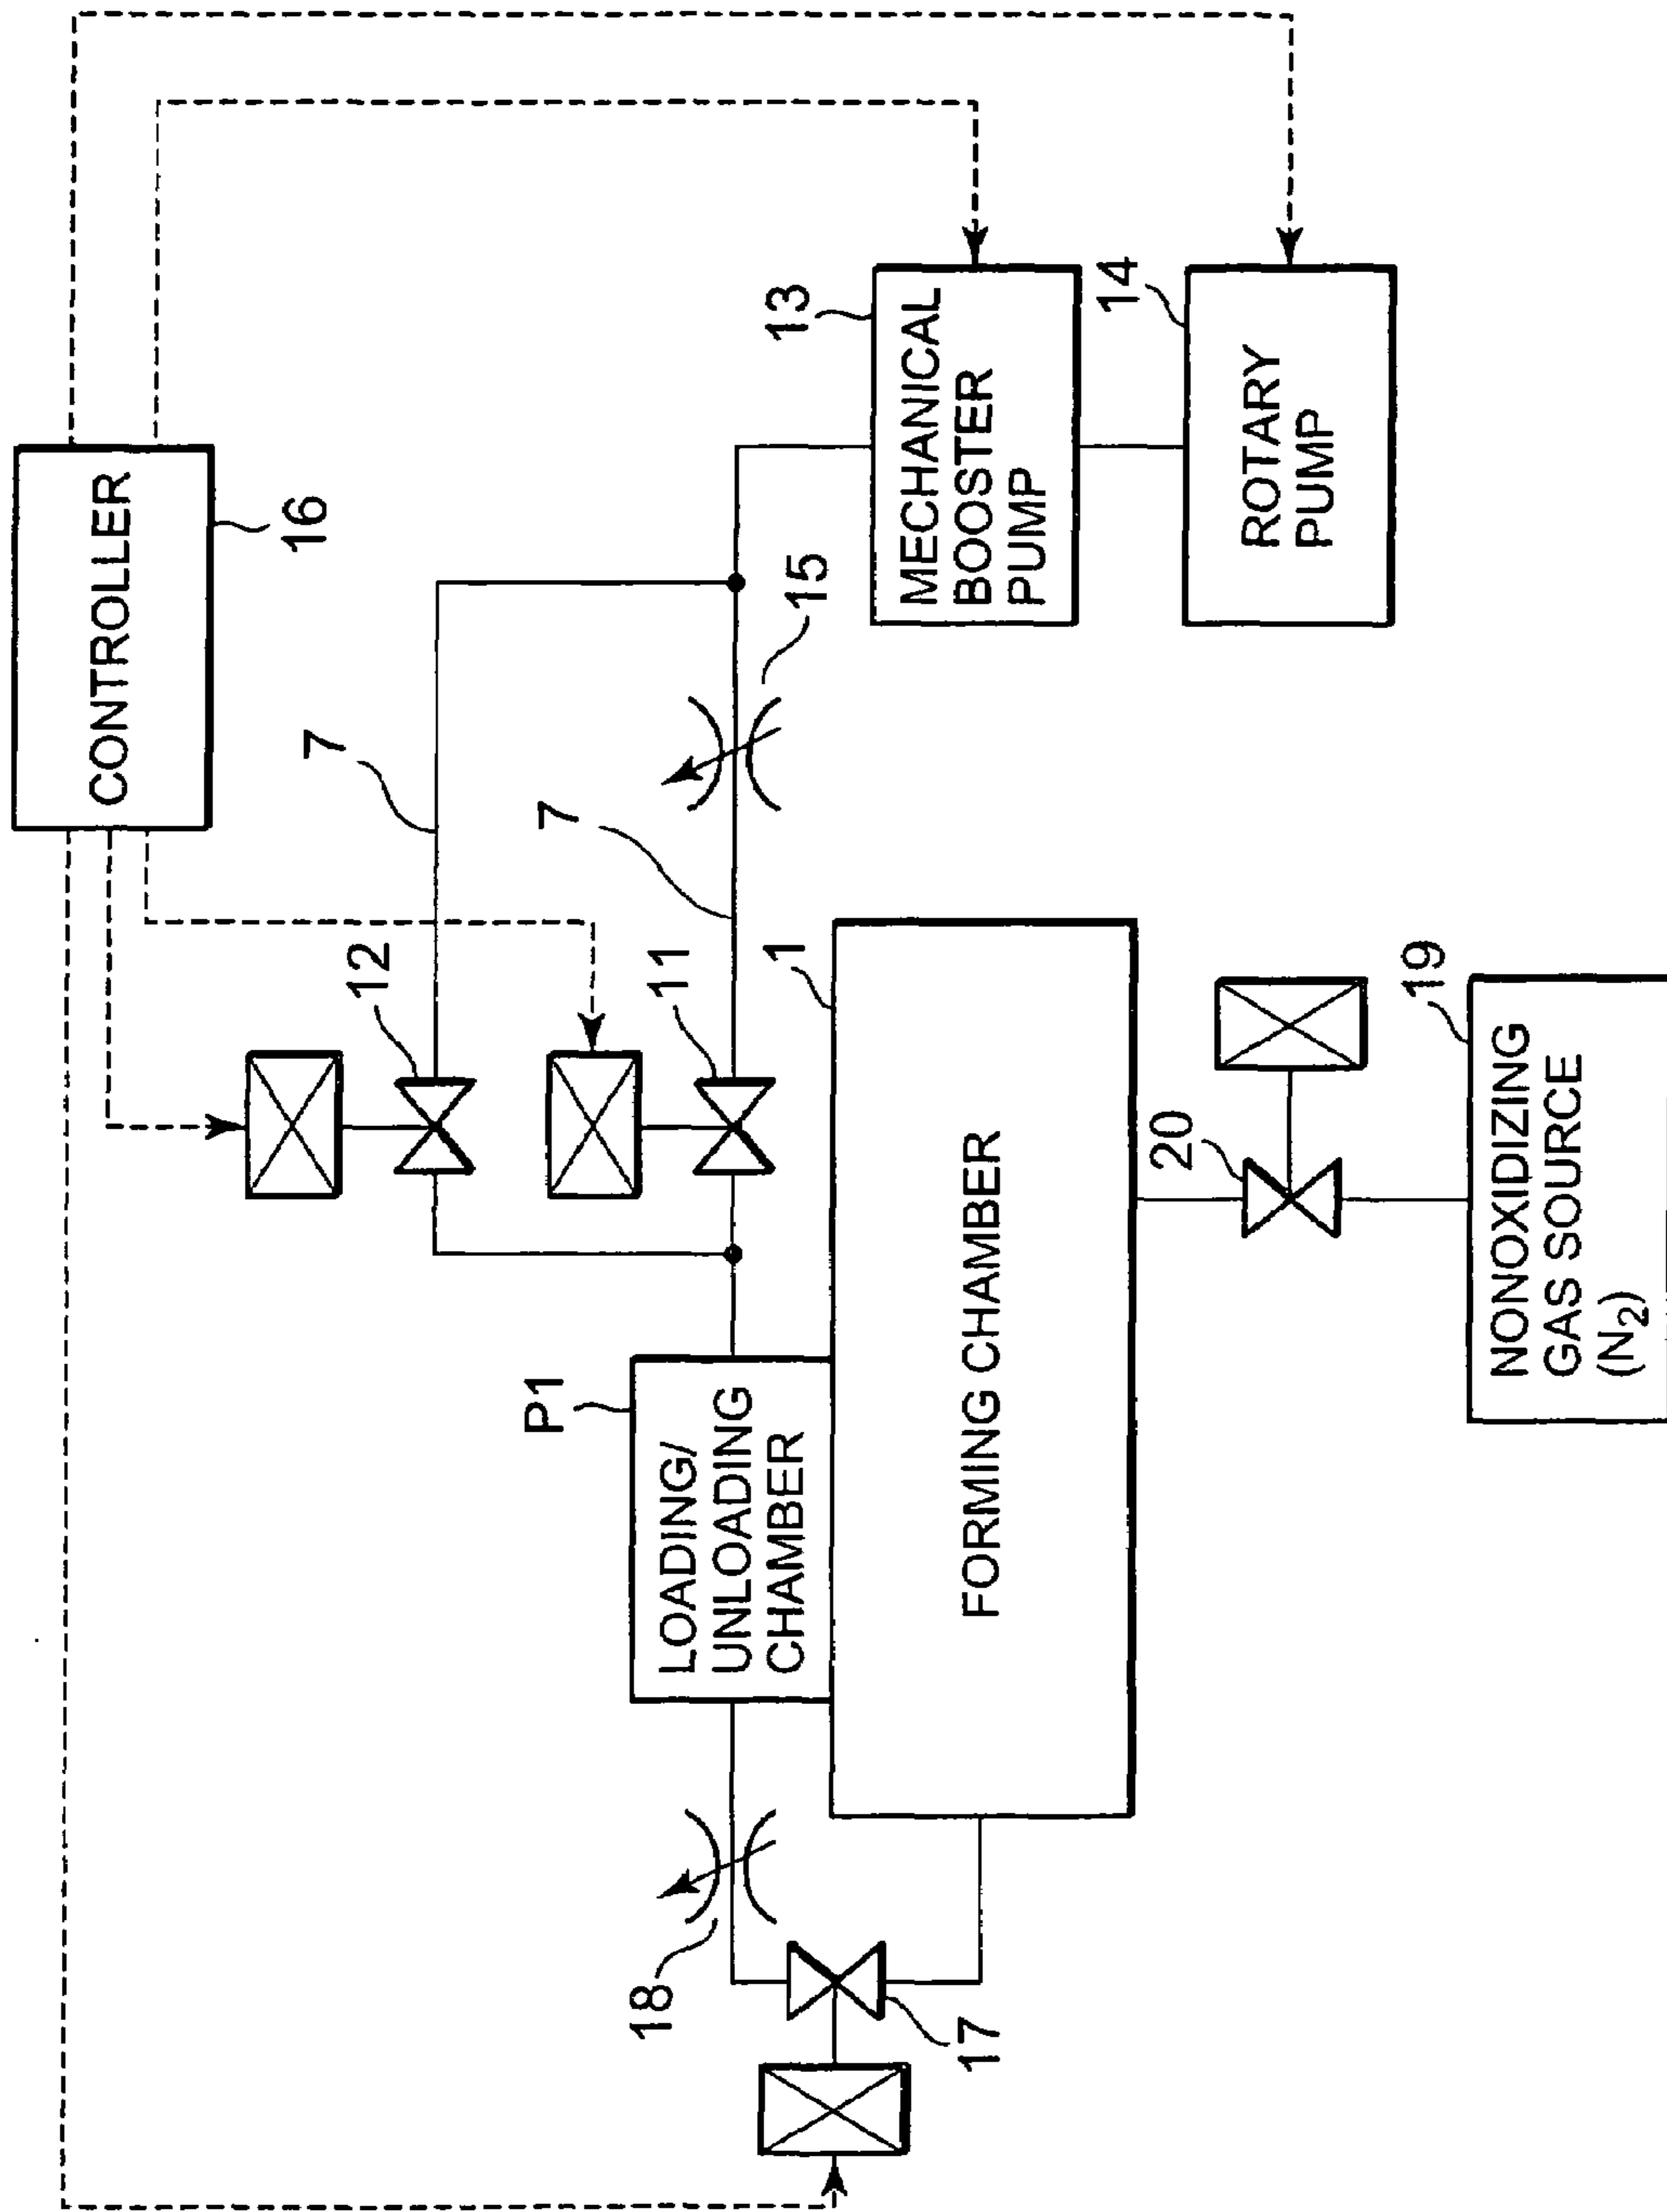 CONTROLLER
16
7
12
7
15
11
13
MECHANICAL
BOOSTER
PUMP
14
ROTARY
PUMP
P1
LOADING/
UNLOADING
CHAMBER
1
FORMING CHAMBER
18
17
20
19
NONOXIDIZING
GAS SOURCE
(N₂)